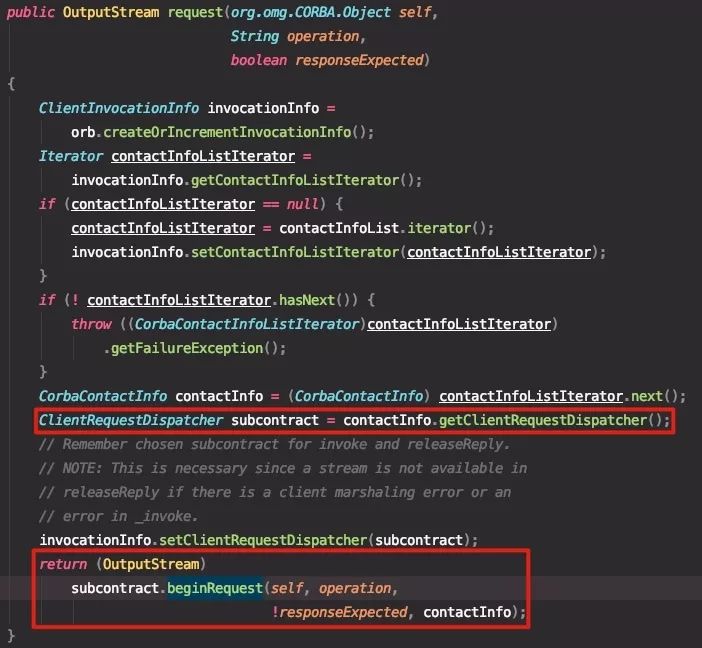 public OutputStream request(org.omg.CORBA.Object self,
String operation,
boolean responseExpected)
{
ClientInvocationInfo invocationInfo =
orb.createOrIncrementInvocationInfo();
Iterator contactInfoListIterator =
invocationInfo.getContactInfoListIterator();
if (contactInfoListIterator == null) {
contactInfoListIterator = contactInfoList.iterator();
invocationInfo.setContactInfoListIterator(contactInfoListIterator);
}
if (! contactInfoListIterator.hasNext()) {
throw ((CorbaContactInfoListIterator)contactInfoListIterator)
.getFailureException();
}
CorbaContactInfo contactInfo = (CorbaContactInfo) contactInfoListIterator.next();
ClientRequestDispatcher subcontract = contactInfo.getClientRequestDispatcher();
// Remember chosen subcontract for invoke and releaseReply.
// NOTE: This is necessary since a stream is not available in
// releaseReply if there is a client marshaling error or an
// error in _invoke.
invocationInfo.setClientRequestDispatcher(subcontract);
return (OutputStream)
subcontract.beginRequest(self, operation,
!responseExpected, contactInfo);
}